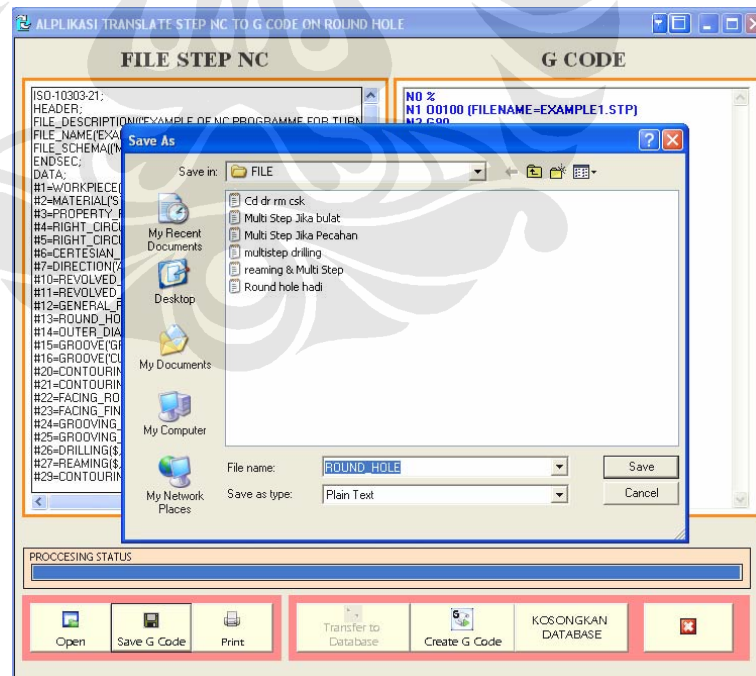 ALPLIKASI TRANSLATE STEP NC TO G CODE ON ROUND HOLE
FILE STEP NC
G CODE
ISO-10303-21;
HEADER;
FILE_DESCRIPTION(('EXAMPLE OF NC PROGRAMME FOR TURN
FILE_NAME('EXA
FILE_SCHEMA(('M
ENDSEC;
DATA;
#1=WORKPIECE(
#2=MATERIAL('S
#3=PROPERTY_
#4=RIGHT_CIRC
#5=RIGHT_CIRC
#6=CERTESIAN_
#7=DIRECTION('A
#10=REVOLVED_
#11=REVOLVED_
#12=GENERAL_
#13=ROUND_HO
#14=OUTER_DIA
#15=GROOVE('GR
#16=GROOVE('CU
#20=CONTOURIN
#21=CONTOURIN
#22=FACING_RO
#23=FACING_FIN
#24=GROOVING_
#25=GROOVING_
#26=DRILLING($,
#27=REAMING($,
#29=CONTOURIN
N0 %
N1 O0100 (FILENAME=EXAMPLE1.STP)
N2 G90
Save As
Save in: FILE
My Recent Documents
Desktop
My Documents
My Computer
My Network Places
Cd dr rm csk
Multi Step Jika bulat
Multi Step Jika Pecahan
multistep drilling
reaming & Multi Step
Round hole hadi
File name: ROUND_HOLE
Save
Save as type: Plain Text
Cancel
PROCCESING STATUS
Open
Save G Code
Print
Transfer to Database
Create G Code
KOSONGKAN DATABASE